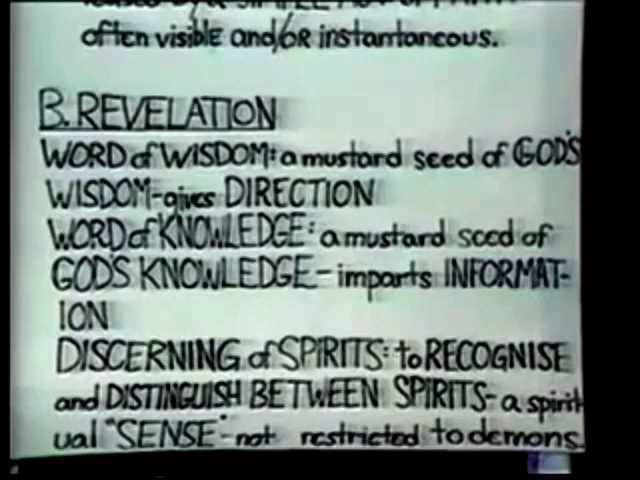 often visible and/or instantaneous.
B. REVELATION
WORD of WISDOM: a mustard seed of GOD'S
WISDOM-gives DIRECTION
WORD of KNOWLEDGE: a mustard seed of
GOD'S KNOWLEDGE-imparts INFORMAT-
ION
DISCERNING of SPIRITS: to RECOGNISE
and DISTINGUISH BETWEEN SPIRITS-a spirit
ual "SENSE"-not restricted to demons.